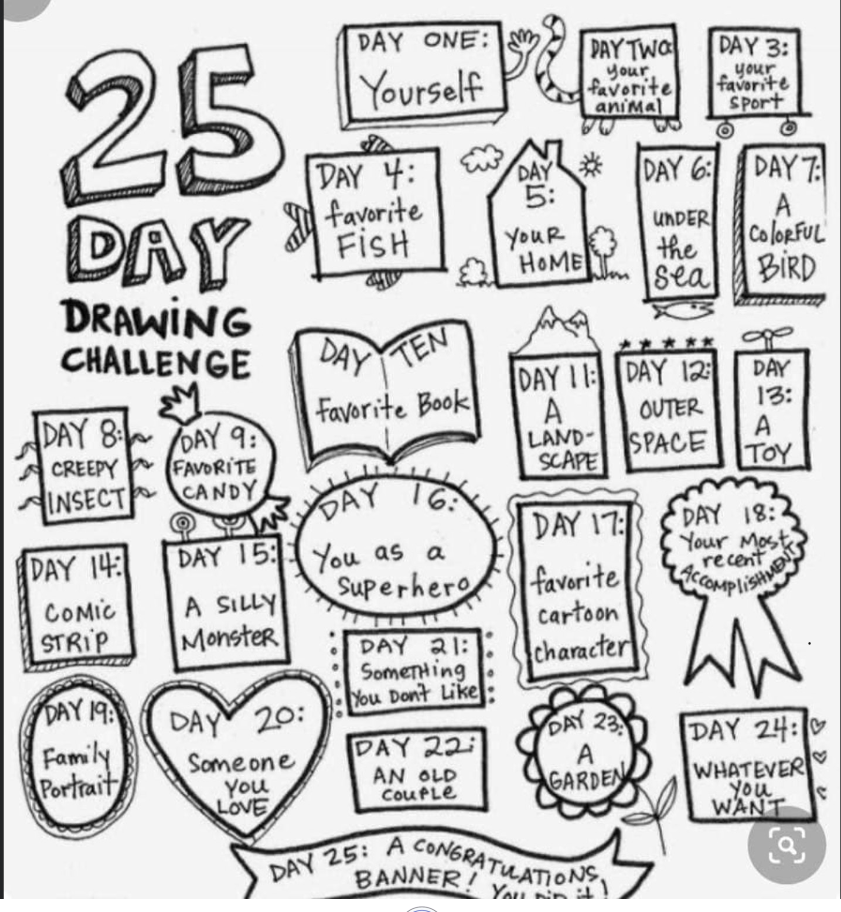 25
DAY
DRAWING
CHALLENGE
DAY ONE:
Yourself
DAY TWO:
your
favorite
animal
DAY 3:
your
favorite
sport
DAY 4:
favorite
FISH
DAY
5:
YOUR
HOME
DAY 6:
UNDER
the
sea
DAY 7:
A
COLORFUL
BIRD
DAY 8:
CREEPY
INSECT
DAY 9:
FAVORITE
CANDY
DAY TEN
Favorite Book
DAY 11:
A
LAND-
SCAPE
DAY 12:
OUTER
SPACE
DAY
13:
A
TOY
DAY 14:
COMIC
STRIP
DAY 15:
A SILLY
MONSTER
DAY 16:
You as a
Superhero
DAY 17:
favorite
cartoon
character
DAY 18:
Your Most
recent
ACCOMPLISHMENT
DAY 19:
Family
Portrait
DAY 20:
Someone
YOU
LOVE
DAY 21:
SOMETHING
You Don't Like
DAY 22:
AN OLD
COUPLE
DAY 23:
A
GARDEN
DAY 24:
WHATEVER
YOU
WANT
DAY 25: A CONGRATULATIONS
BANNER! YOU DID it!